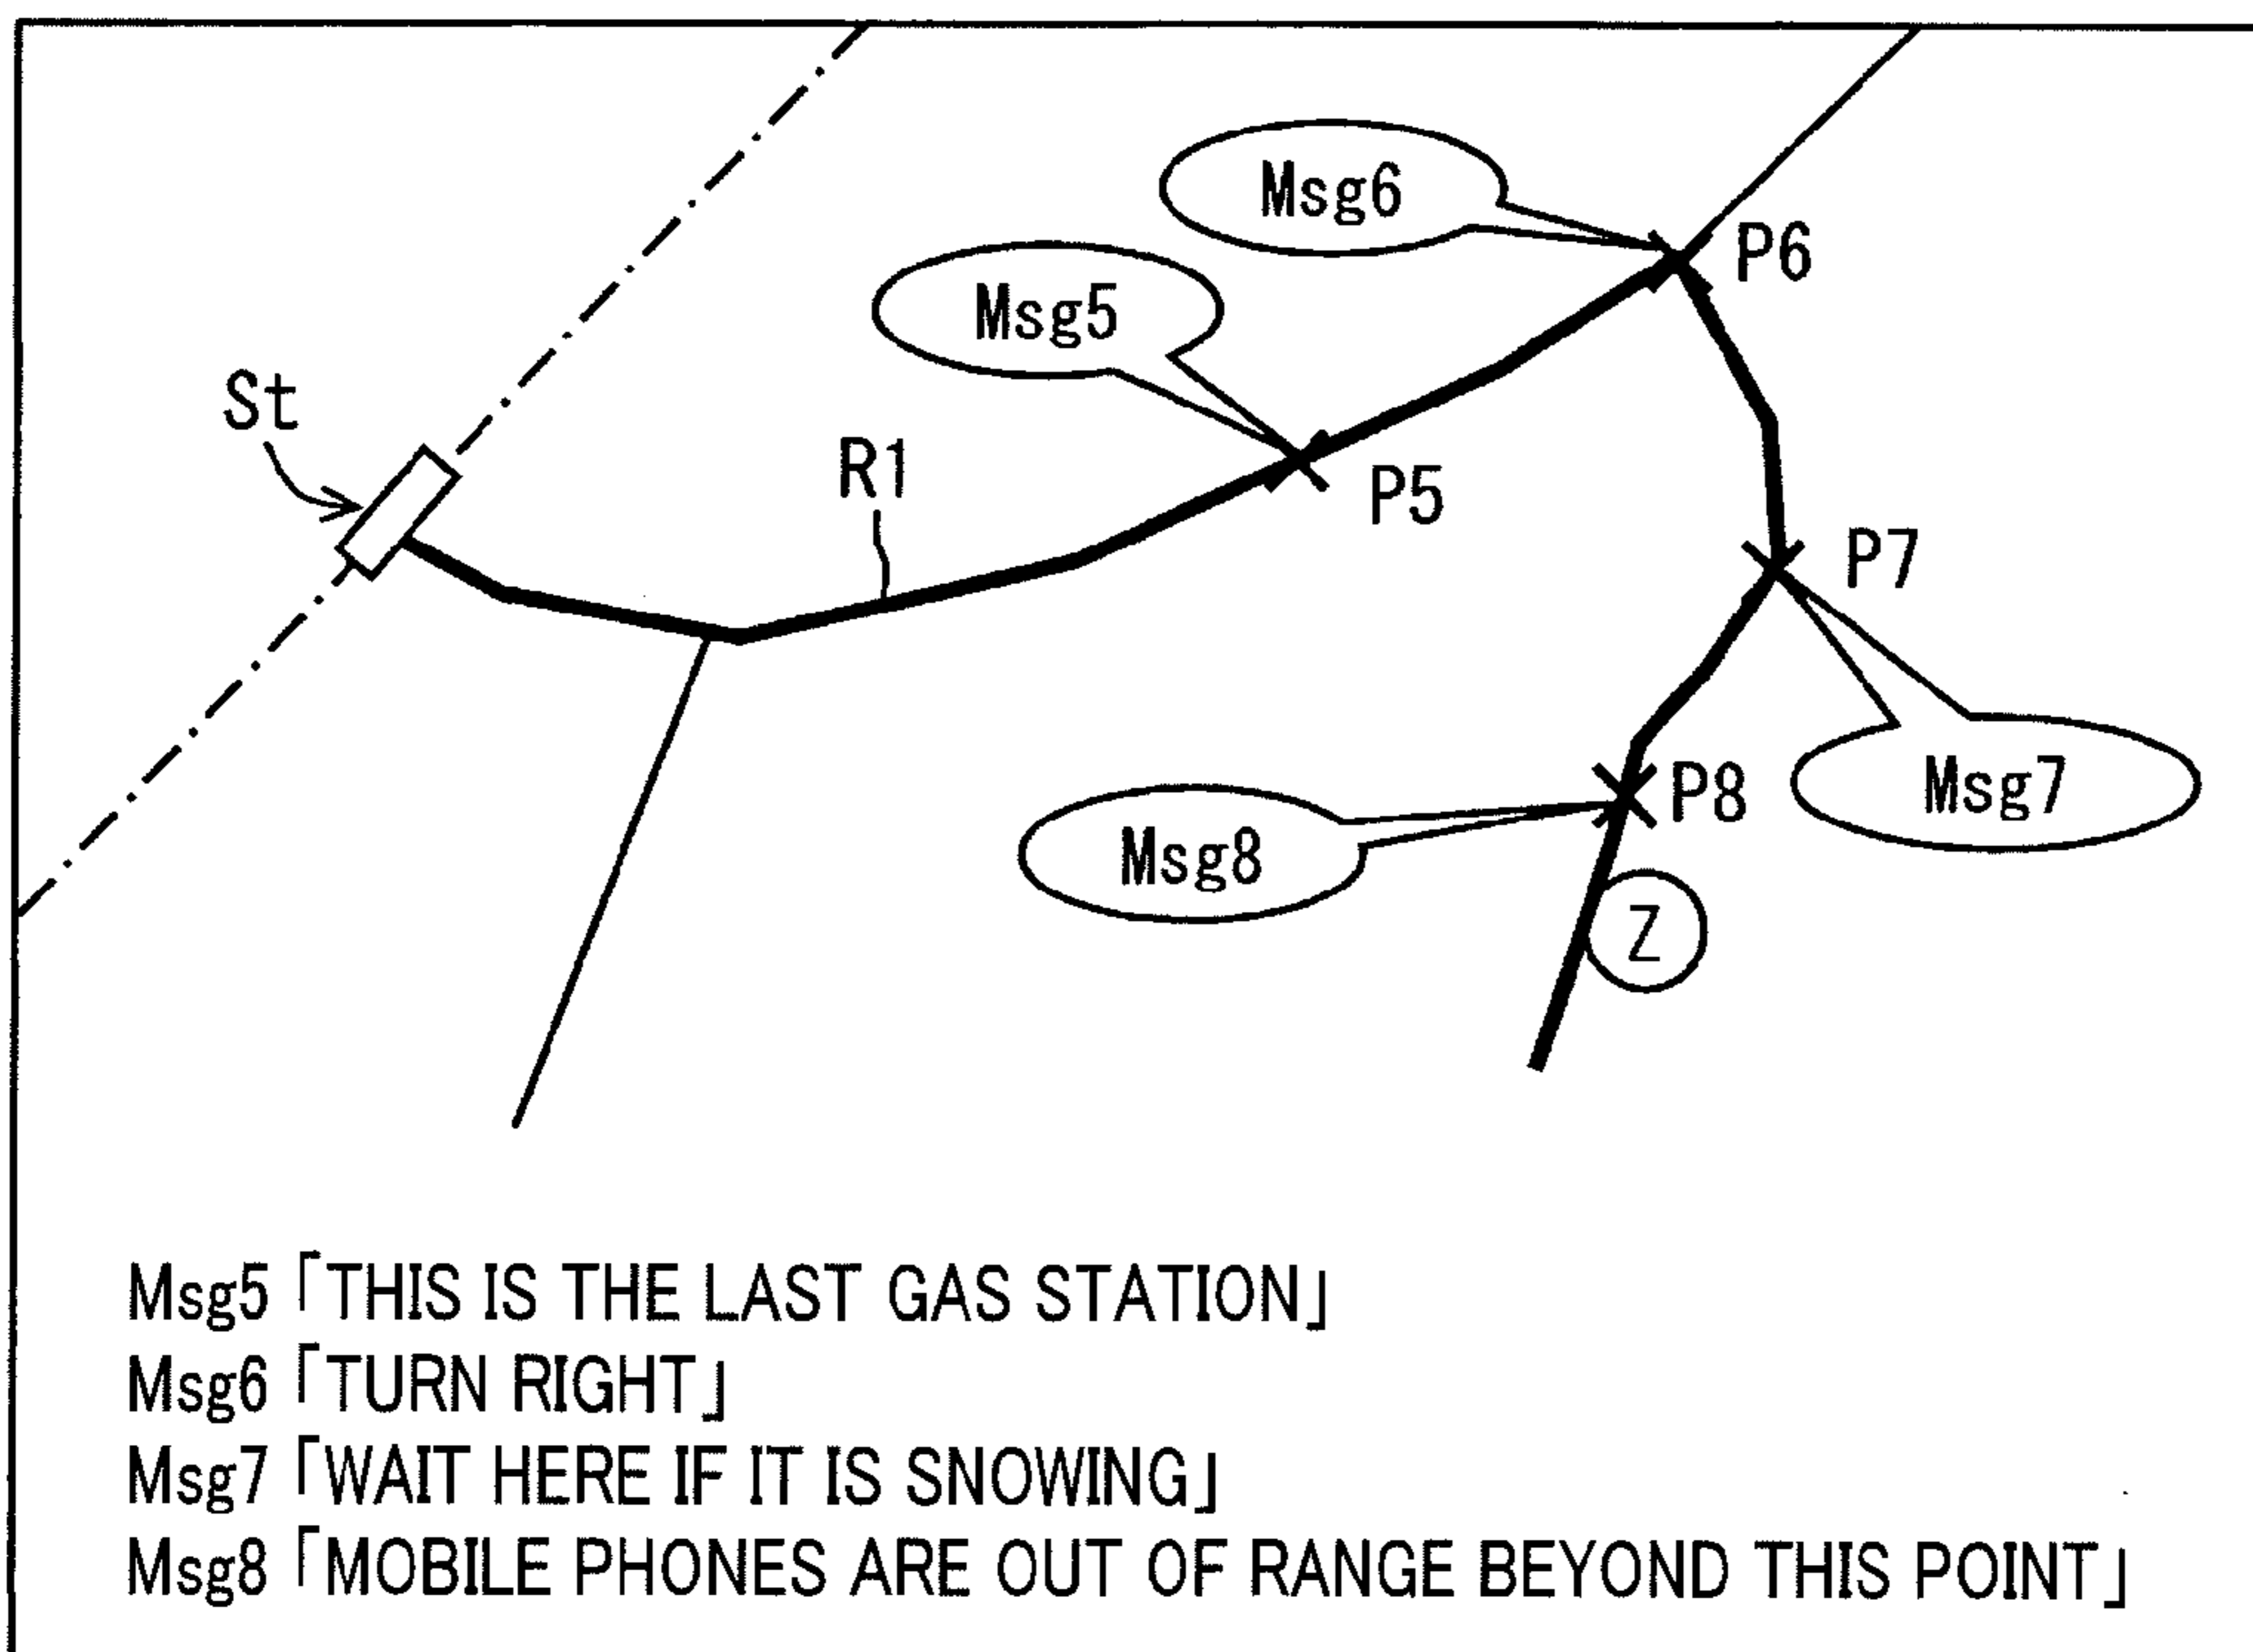 Msg6
P6
Msg5
St
R1
P5
P7
P8
Msg7
Msg8
Z
Msg5「THIS IS THE LAST GAS STATION」
Msg6「TURN RIGHT」
Msg7「WAIT HERE IF IT IS SNOWING」
Msg8「MOBILE PHONES ARE OUT OF RANGE BEYOND THIS POINT」